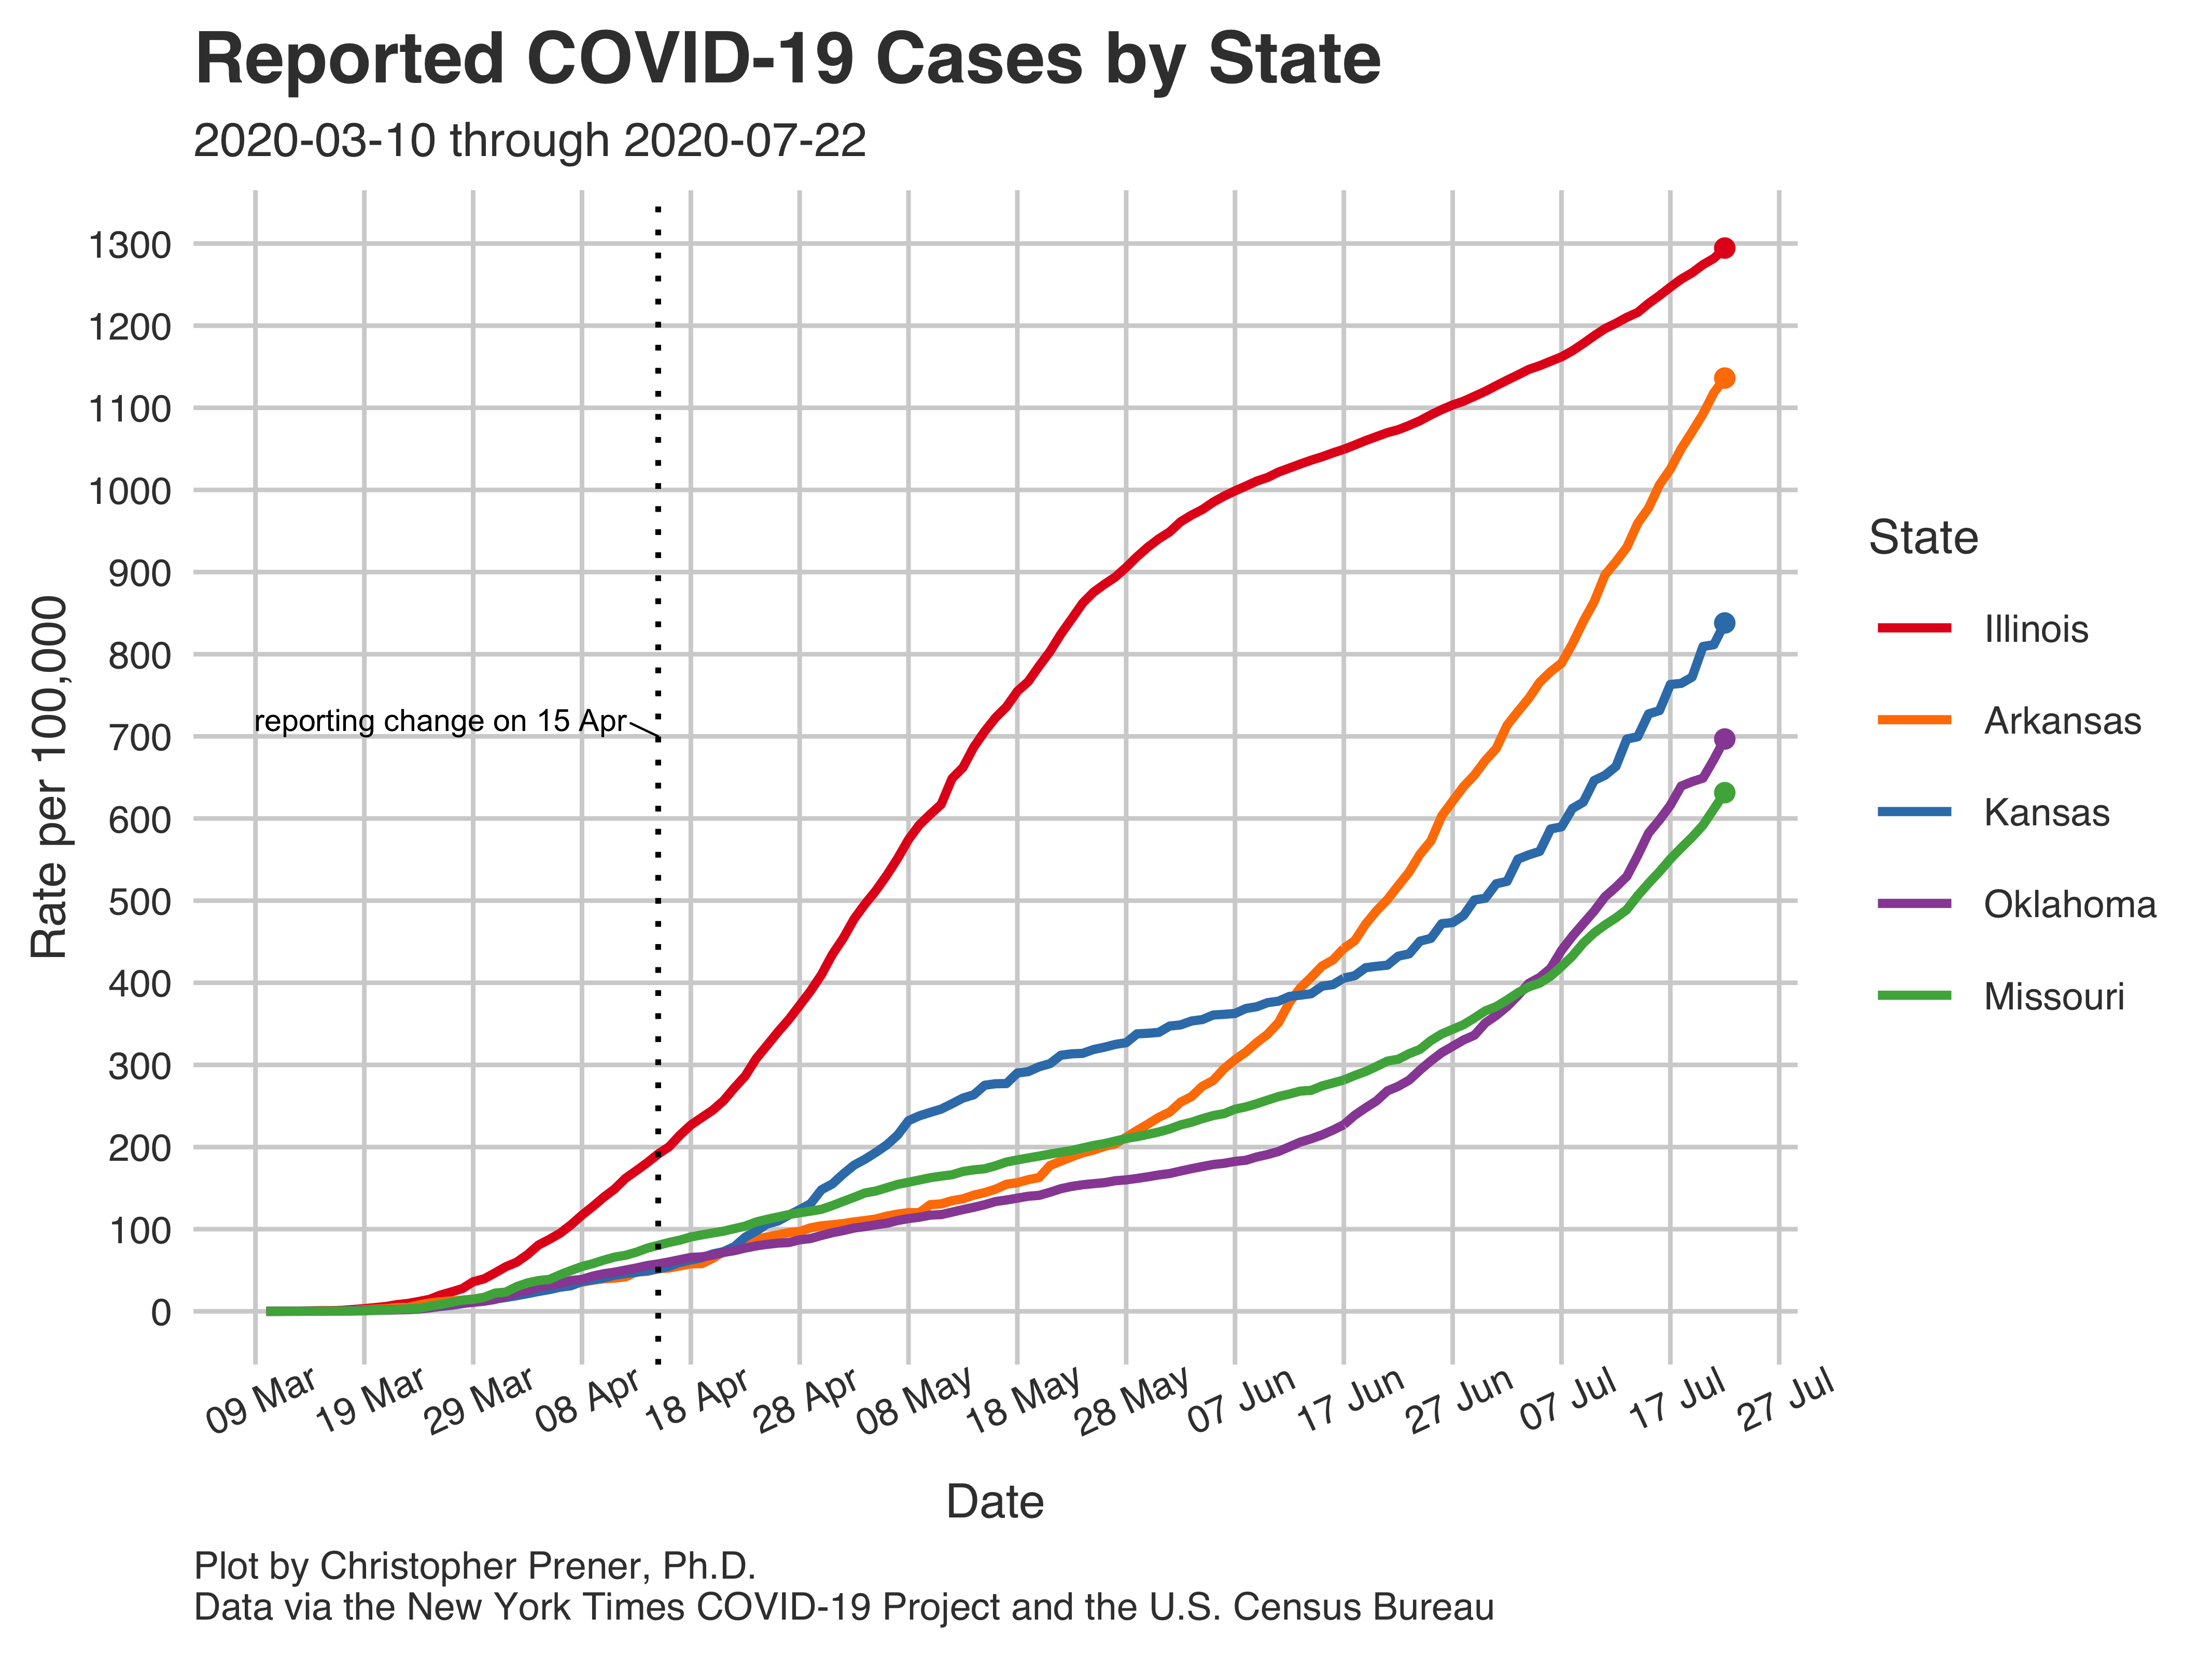 Reported COVID-19 Cases by State
2020-03-10 through 2020-07-22
Rate per 100,000
1300
1200
1100
1000
900
800
700
600
500
400
300
200
100
0
reporting change on 15 Apr
09 Mar
19 Mar
29 Mar
08 Apr
18 Apr
28 Apr
08 May
18 May
28 May
07 Jun
17 Jun
27 Jun
07 Jul
17 Jul
27 Jul
Date
State
Illinois
Arkansas
Kansas
Oklahoma
Missouri
Plot by Christopher Prener, Ph.D.
Data via the New York Times COVID-19 Project and the U.S. Census Bureau